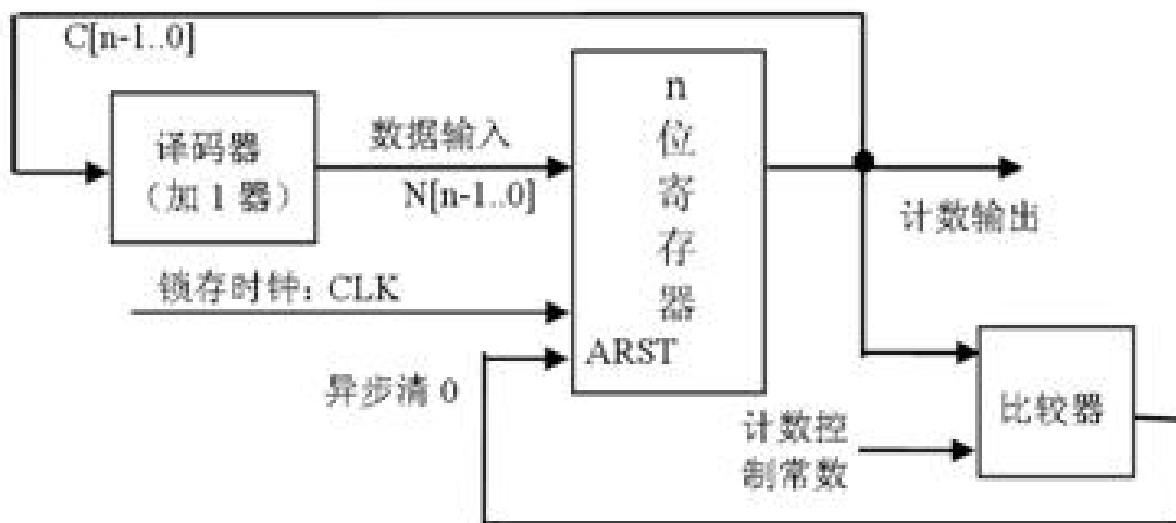 C[n-1..0]
译码器
（加 1 器）
数据输入
N[n-1..0]
n
位
寄
存
器
计数输出
锁存时钟: CLK
ARST
异步清 0
计数控
制常数
比较器